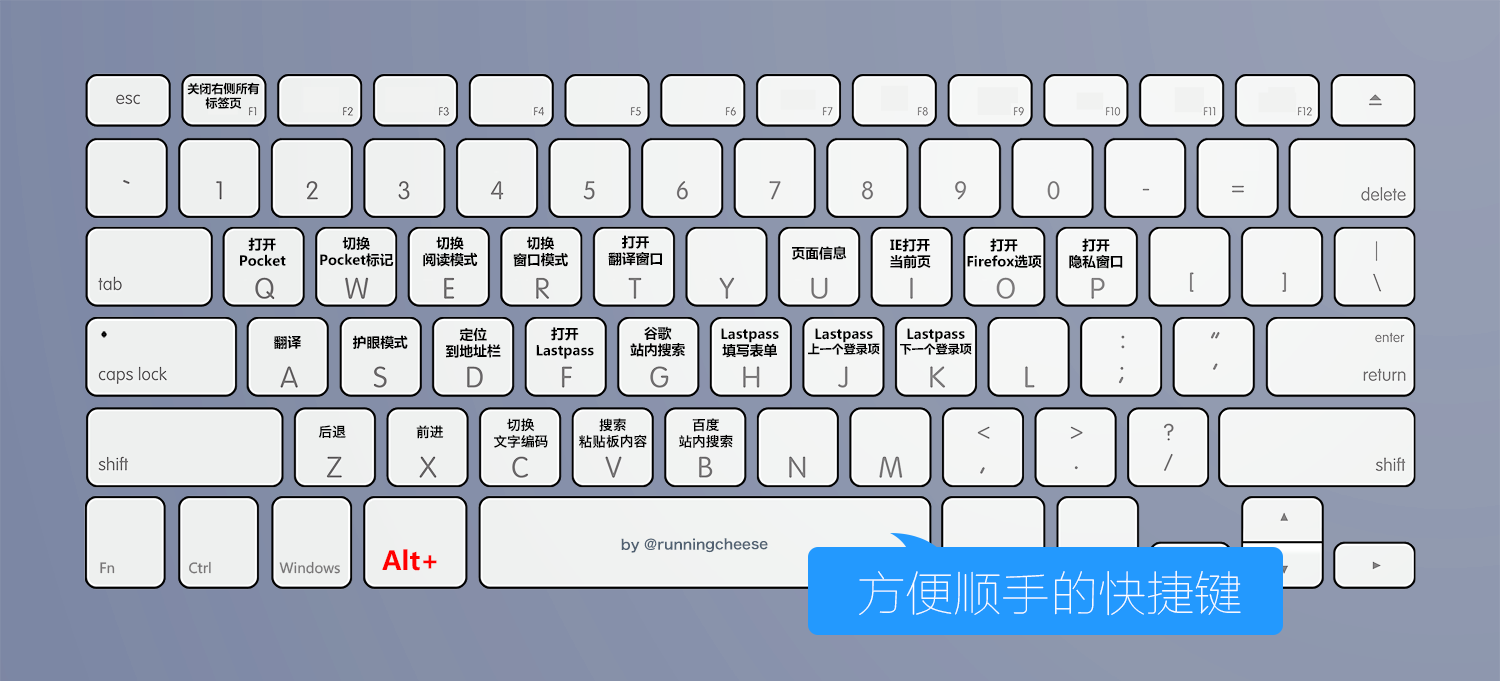 esc
关闭右侧所有
标签页
F1
F2
F3
F4
F5
F6
F7
F8
F9
F10
F11
F12
`
1
2
3
4
5
6
7
8
9
0
-
=
delete
tab
打开
Pocket
Q
切换
Pocket标记
W
切换
阅读模式
E
切换
窗口模式
R
打开
翻译窗口
T
Y
页面信息
U
IE打开
当前页
I
打开
Firefox选项
O
打开
隐私窗口
P
[
]
|
\
caps lock
翻译
A
护眼模式
S
定位
到地址栏
D
打开
Lastpass
F
谷歌
站内搜索
G
Lastpass
填写表单
H
Lastpass
上一个登录项
J
Lastpass
下一个登录项
K
L
:
;
"
'
enter
return
shift
后退
Z
前进
X
切换
文字编码
C
搜索
粘贴板内容
V
百度
站内搜索
B
N
M
<
,
>
.
?
/
shift
Fn
Ctrl
Windows
Alt+
by @runningcheese
方便顺手的快捷键